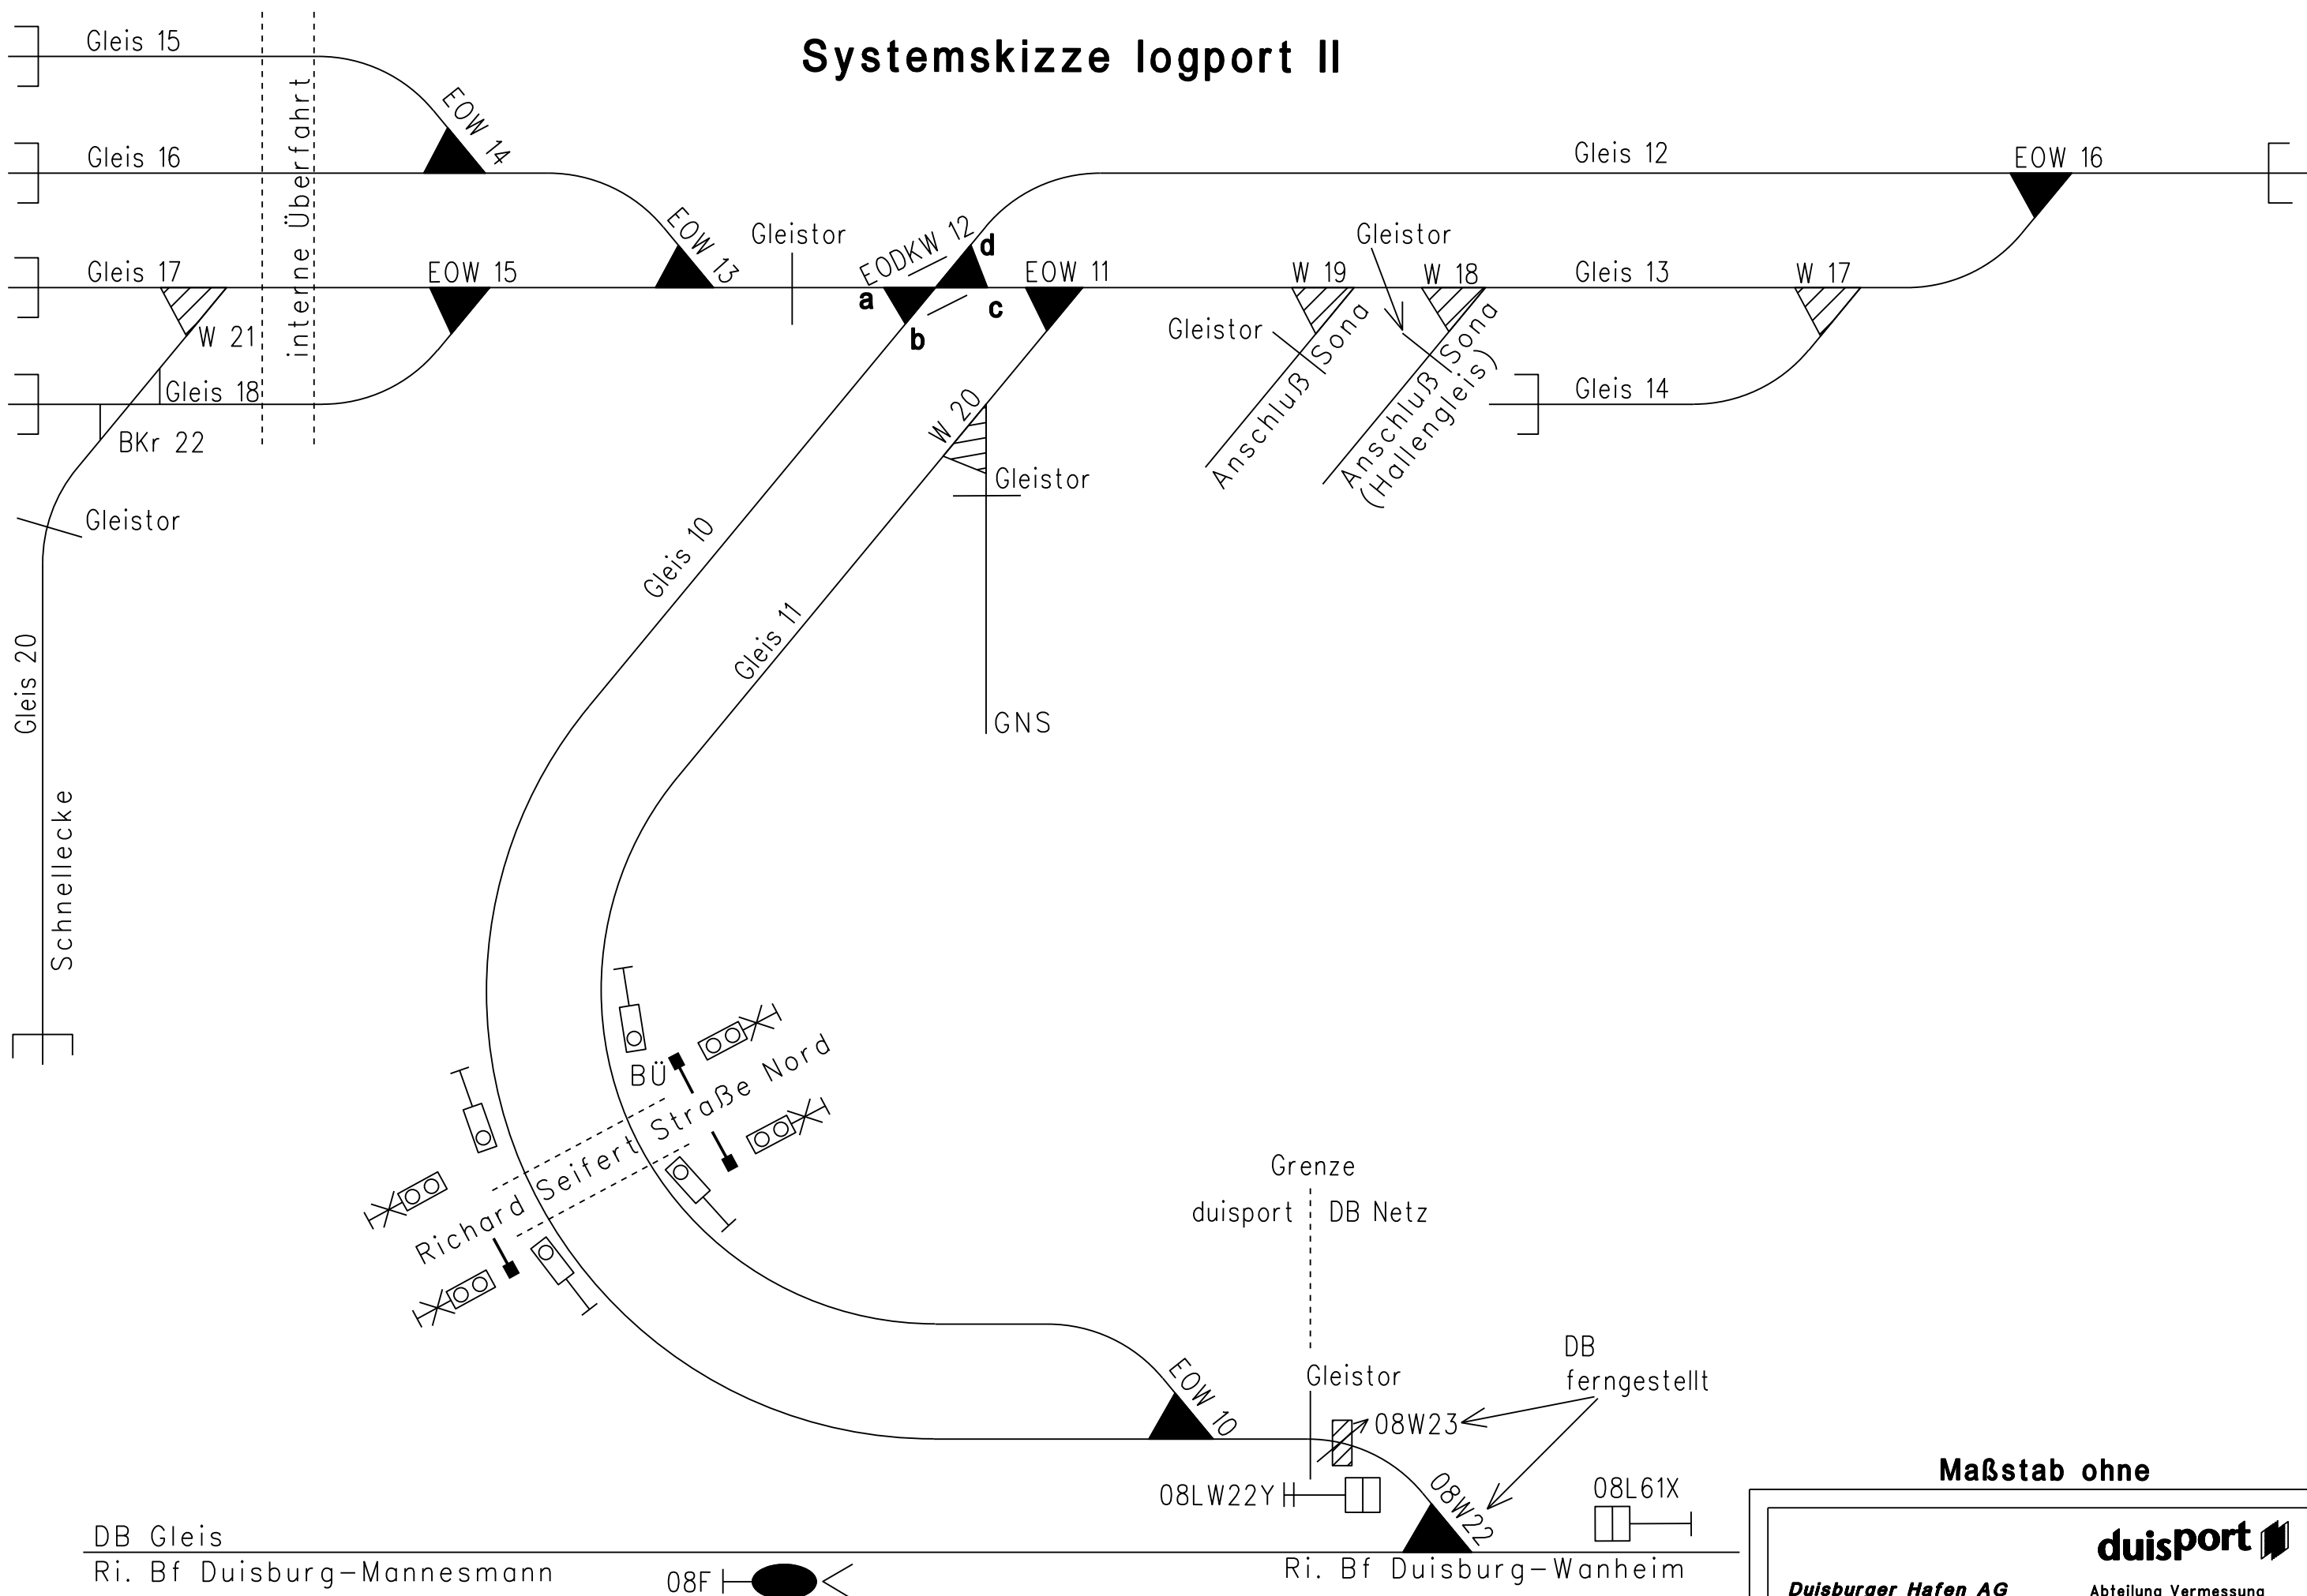 Systemskizze logport II
Gleis 15
EOW 14
Gleis 16
interne Überfahrt
Gleis 12
EOW 16
EOW 13
Gleistor
EODKW 12
d
Gleistor
Gleis 17
EOW 15
a
c
b
EOW 11
W 19
W 18
Gleis 13
W 17
W 21
Gleistor
Anschluß Sona
Anschluß Sona
(Hallengleis)
Gleis 18
Gleis 14
BKr 22
W 20
Gleistor
Gleistor
Gleis 10
Gleis 11
Gleis 20
GNS
Schnellecke
BÜ
Richard Seifert Straße Nord
Grenze
duisport
DB Netz
DB
ferngestellt
Gleistor
EOW 10
08W23
08LW22Y
08W22
08L61X
Maßstab ohne
DB Gleis
Ri. Bf Duisburg-Mannesmann
08F
Ri. Bf Duisburg-Wanheim
duisport
Duisburger Hafen AG
Abteilung Vermessung